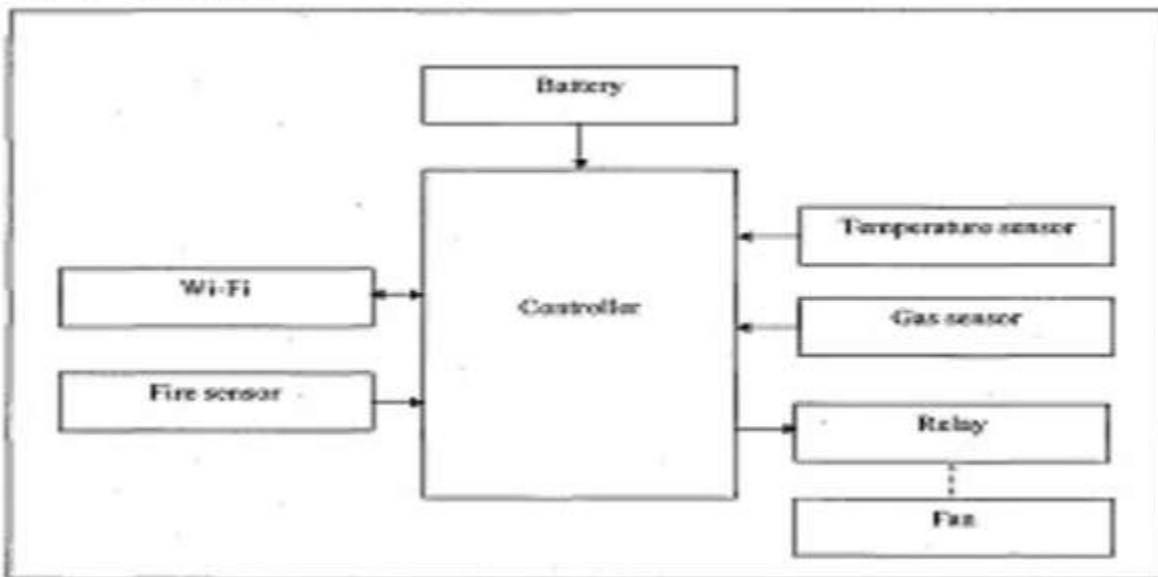 Battery
Temperature sensor
Wi-Fi
Controller
Gas sensor
Fire sensor
Relay
Fan